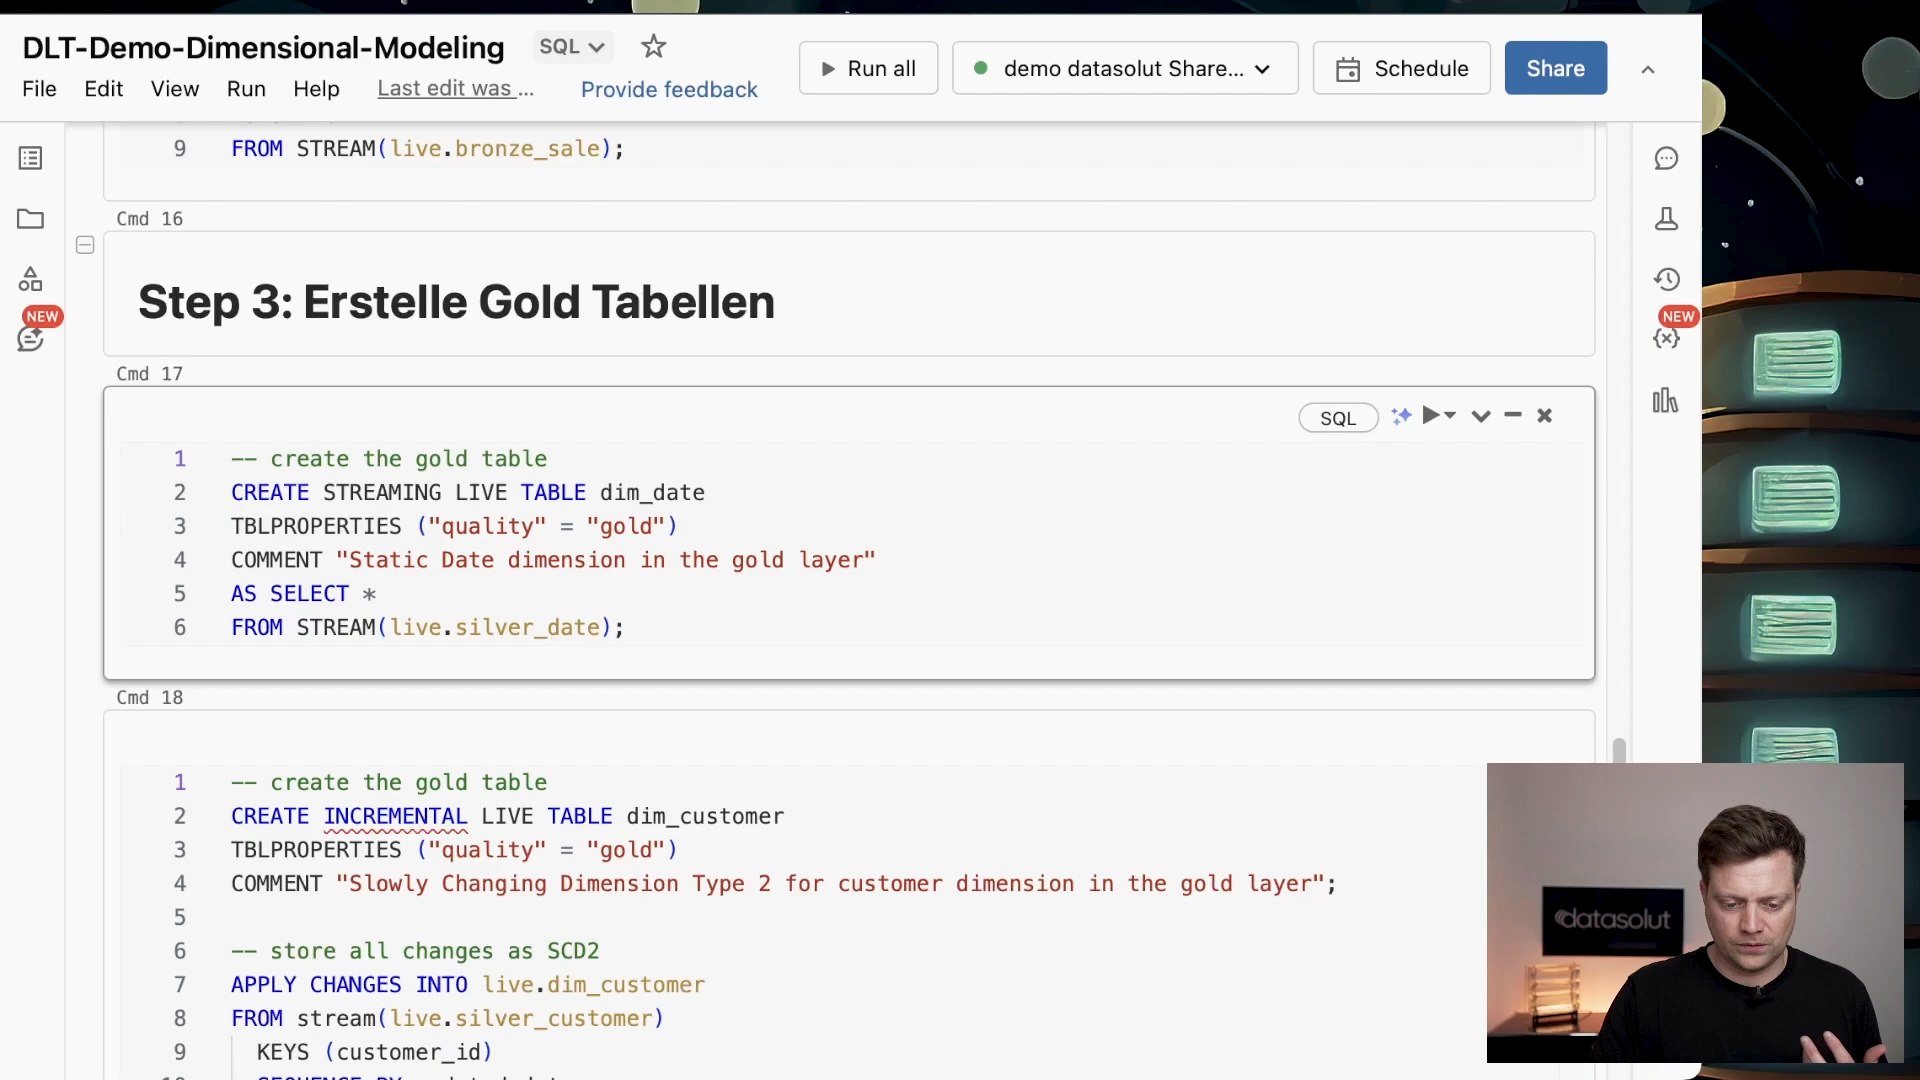 DLT-Demo-Dimensional-Modeling
SQL
File Edit View Run Help Last edit was ... Provide feedback
Run all
demo datasolut Share...
Schedule
Share
NEW
NEW
9 FROM STREAM(live.bronze_sale);
Cmd 16
Step 3: Erstelle Gold Tabellen
Cmd 17
SQL
1 -- create the gold table
2 CREATE STREAMING LIVE TABLE dim_date
3 TBLPROPERTIES ("quality" = "gold")
4 COMMENT "Static Date dimension in the gold layer"
5 AS SELECT *
6 FROM STREAM(live.silver_date);
Cmd 18
1 -- create the gold table
2 CREATE INCREMENTAL LIVE TABLE dim_customer
3 TBLPROPERTIES ("quality" = "gold")
4 COMMENT "Slowly Changing Dimension Type 2 for customer dimension in the gold layer";
5
6 -- store all changes as SCD2
7 APPLY CHANGES INTO live.dim_customer
8 FROM stream(live.silver_customer)
9 KEYS (customer_id)
datasolut